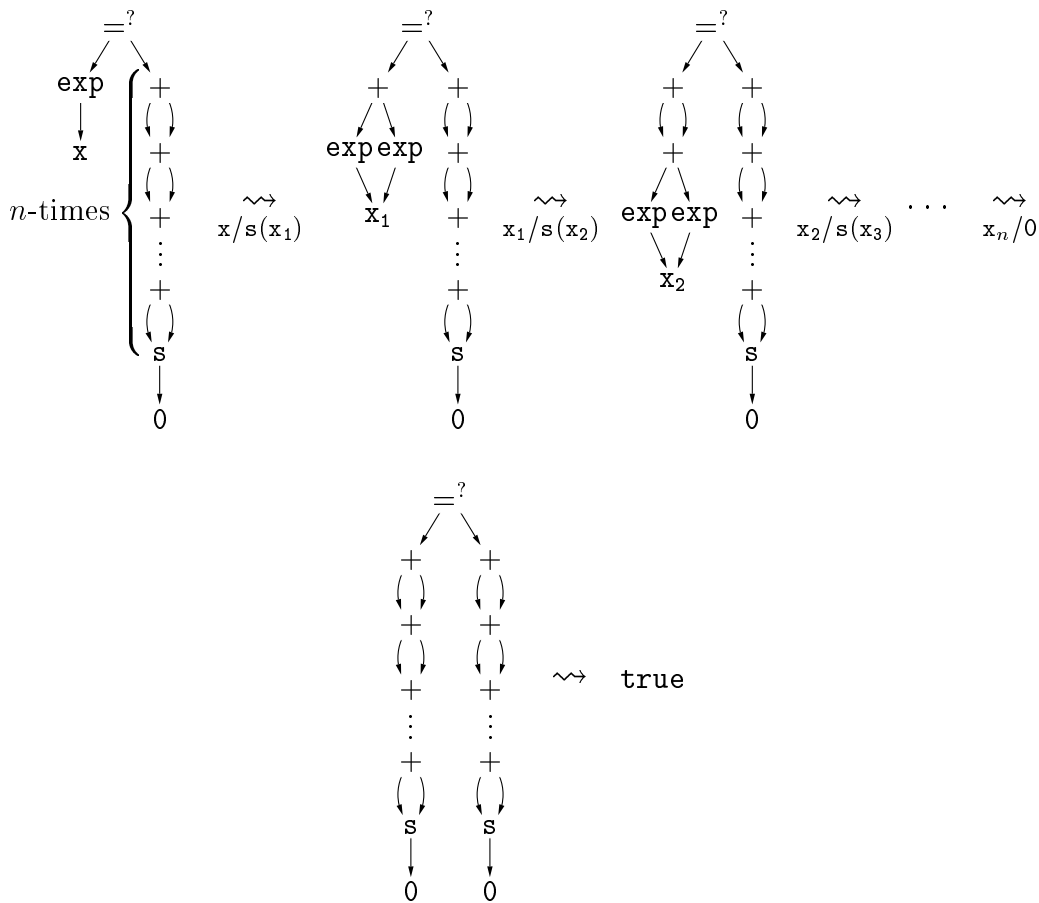 =? =? =?
exp + + + +
x + exp exp + + +
n-times + ⇝ x/s(x₁) x₁ + ⇝ x₁/s(x₂) exp exp + ⇝ x₂/s(x₃) · · · ⇝ xₙ/0
⋮ ⋮ x₂ ⋮
+ + +
s s s
0 0 0
=?
+ +
+ +
+ + ⇝ true
⋮ ⋮
+ +
s s
0 0